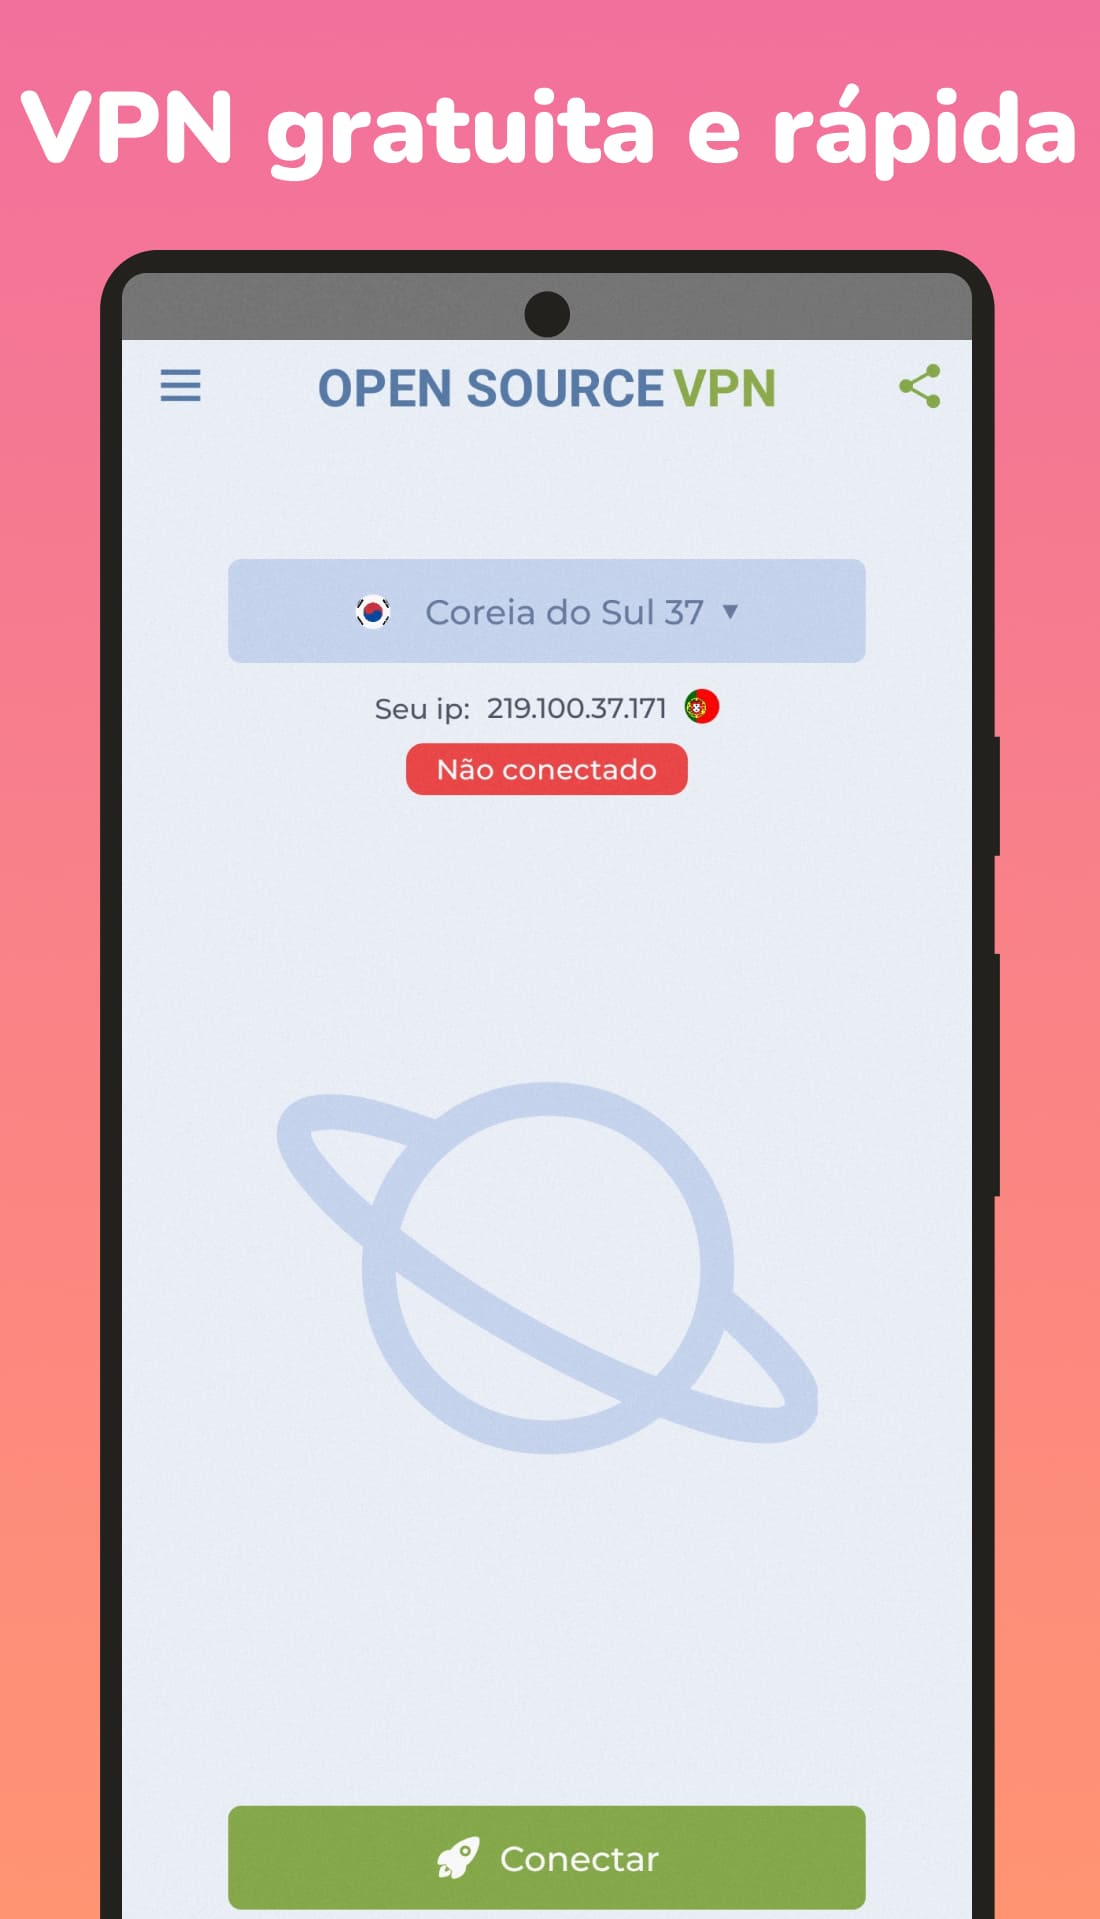 VPN gratuita e rápida
OPEN SOURCE VPN
Coreia do Sul 37 ▼
Seu ip: 219.100.37.171
Não conectado
Conectar